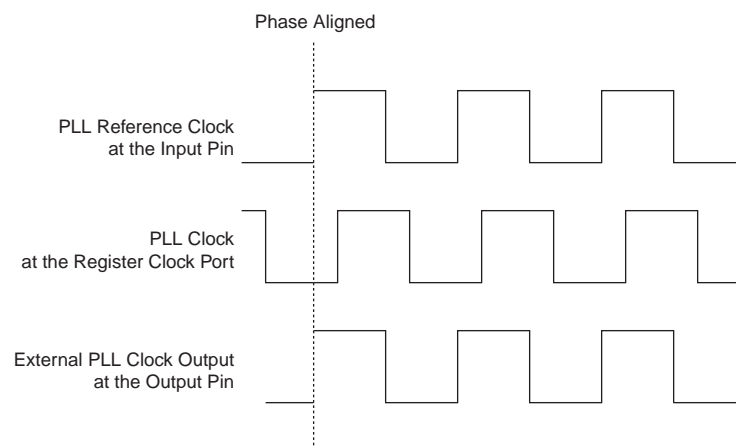 Phase Aligned
PLL Reference Clock
at the Input Pin
PLL Clock
at the Register Clock Port
External PLL Clock Output
at the Output Pin